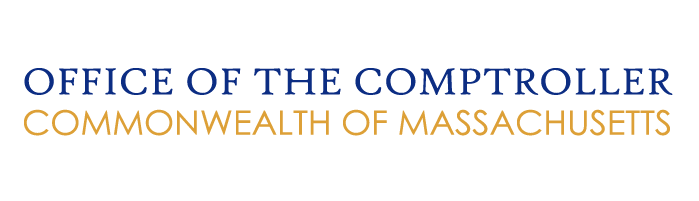 OFFICE OF THE COMPTROLLER
COMMONWEALTH OF MASSACHUSETTS